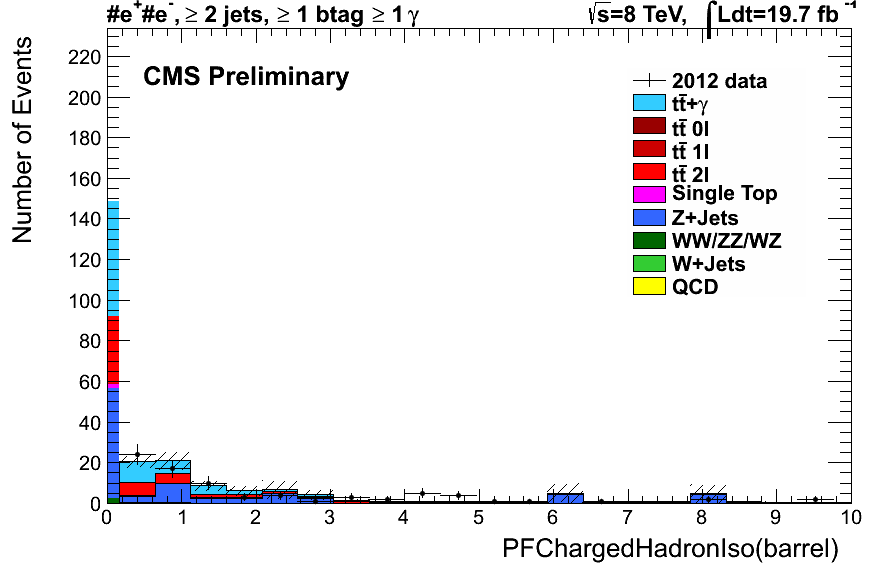 #e⁺#e⁻, ≥ 2 jets, ≥ 1 btag ≥ 1 γ
√s=8 TeV, ∫Ldt=19.7 fb⁻¹
CMS Preliminary
2012 data
tt̄+γ
tt̄ 0l
tt̄ 1l
tt̄ 2l
Single Top
Z+Jets
WW/ZZ/WZ
W+Jets
QCD
Number of Events
220
200
180
160
140
120
100
80
60
40
20
0
0 1 2 3 4 5 6 7 8 9 10
PFChargedHadronIso(barrel)